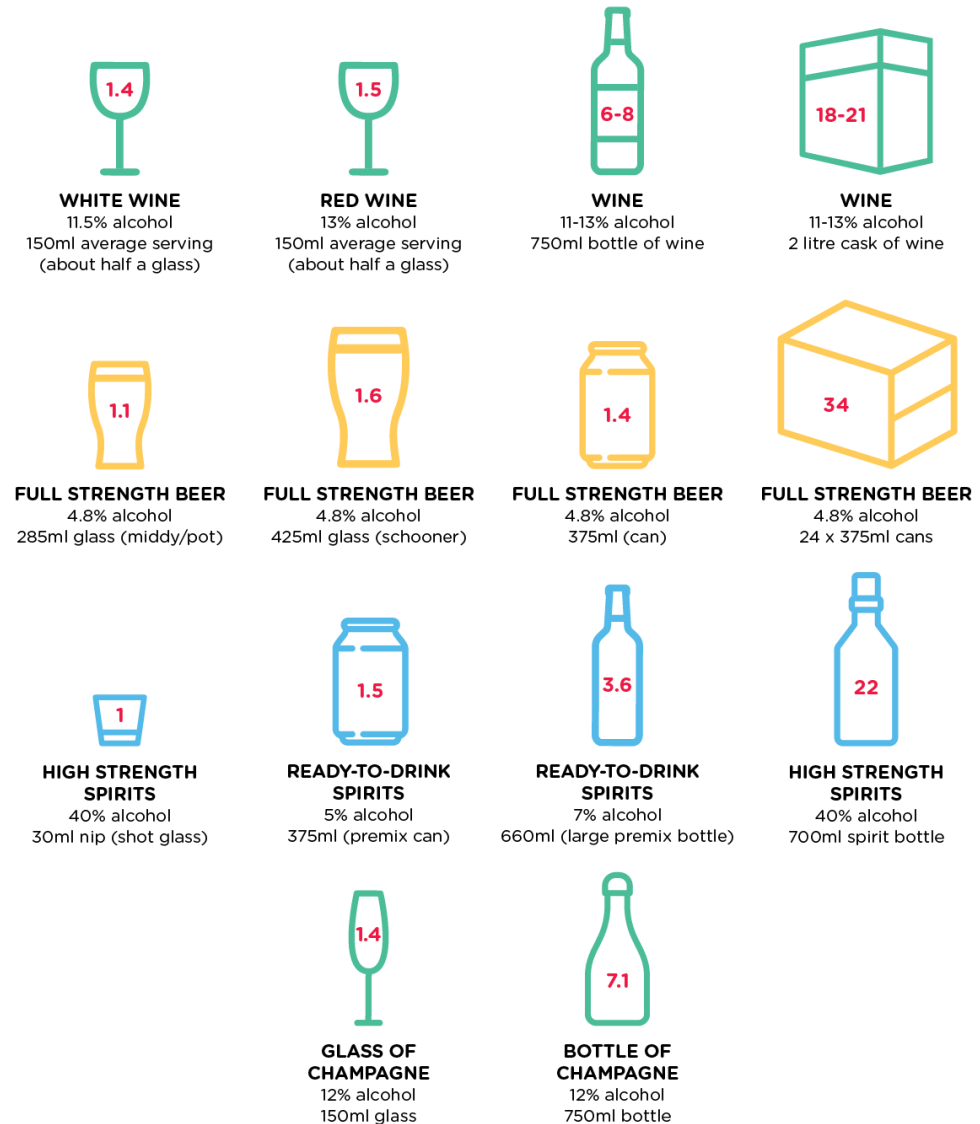 1.4
WHITE WINE
11.5% alcohol
150ml average serving
(about half a glass)
1.5
RED WINE
13% alcohol
150ml average serving
(about half a glass)
6-8
WINE
11-13% alcohol
750ml bottle of wine
18-21
WINE
11-13% alcohol
2 litre cask of wine
1.1
FULL STRENGTH BEER
4.8% alcohol
285ml glass (middy/pot)
1.6
FULL STRENGTH BEER
4.8% alcohol
425ml glass (schooner)
1.4
FULL STRENGTH BEER
4.8% alcohol
375ml (can)
34
FULL STRENGTH BEER
4.8% alcohol
24 x 375ml cans
1
HIGH STRENGTH
SPIRITS
40% alcohol
30ml nip (shot glass)
1.5
READY-TO-DRINK
SPIRITS
5% alcohol
375ml (premix can)
3.6
READY-TO-DRINK
SPIRITS
7% alcohol
660ml (large premix bottle)
22
HIGH STRENGTH
SPIRITS
40% alcohol
700ml spirit bottle
1.4
GLASS OF
CHAMPAGNE
12% alcohol
150ml glass
7.1
BOTTLE OF
CHAMPAGNE
12% alcohol
750ml bottle